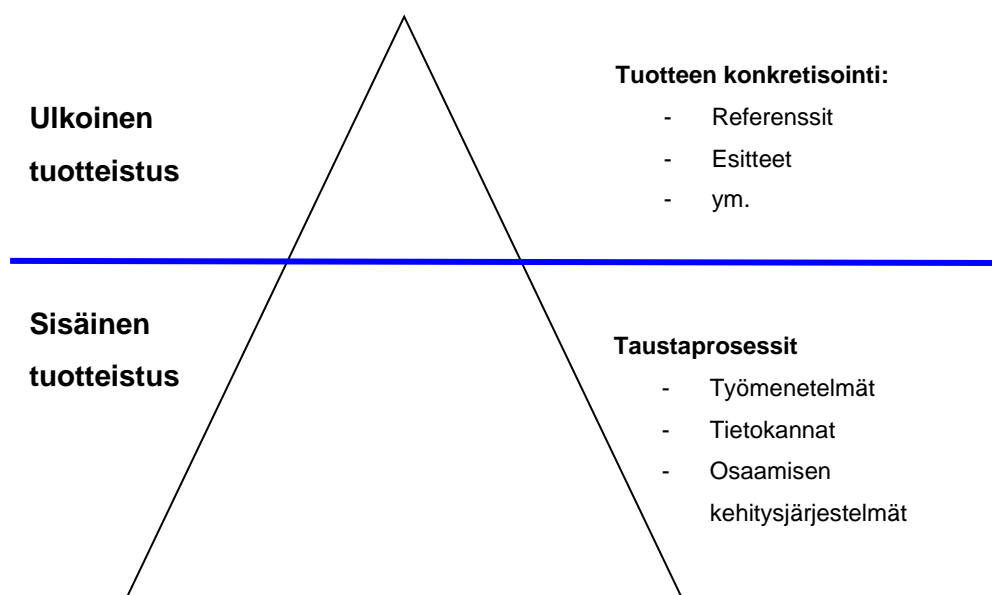 Ulkoinen
tuotteistus
Tuotteen konkretisointi:
- Referenssit
- Esitteet
- ym.
Sisäinen
tuotteistus
Taustaprosessit
- Työmenetelmät
- Tietokannat
- Osaamisen
kehitysjärjestelmät